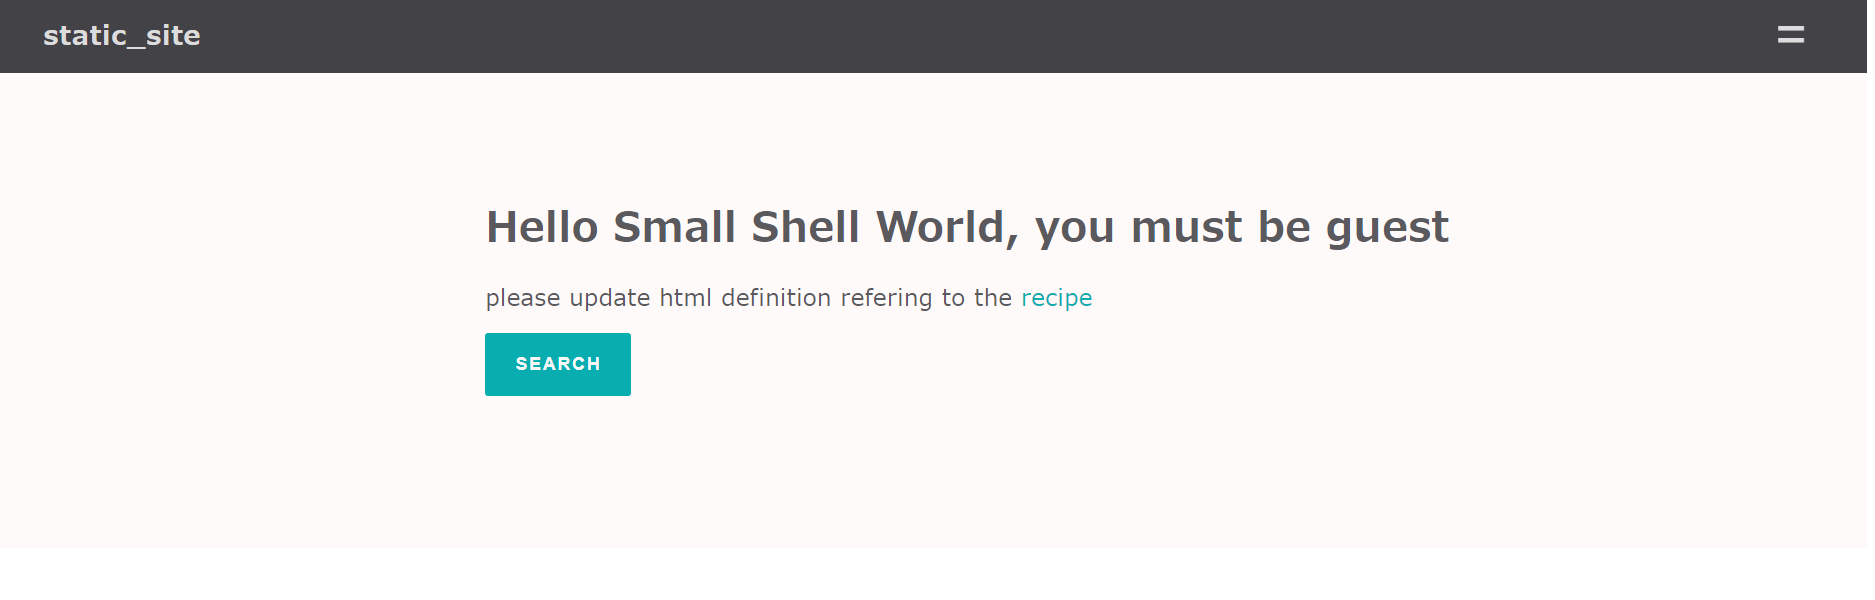 static_site
Hello Small Shell World, you must be guest
please update html definition refering to the recipe
SEARCH